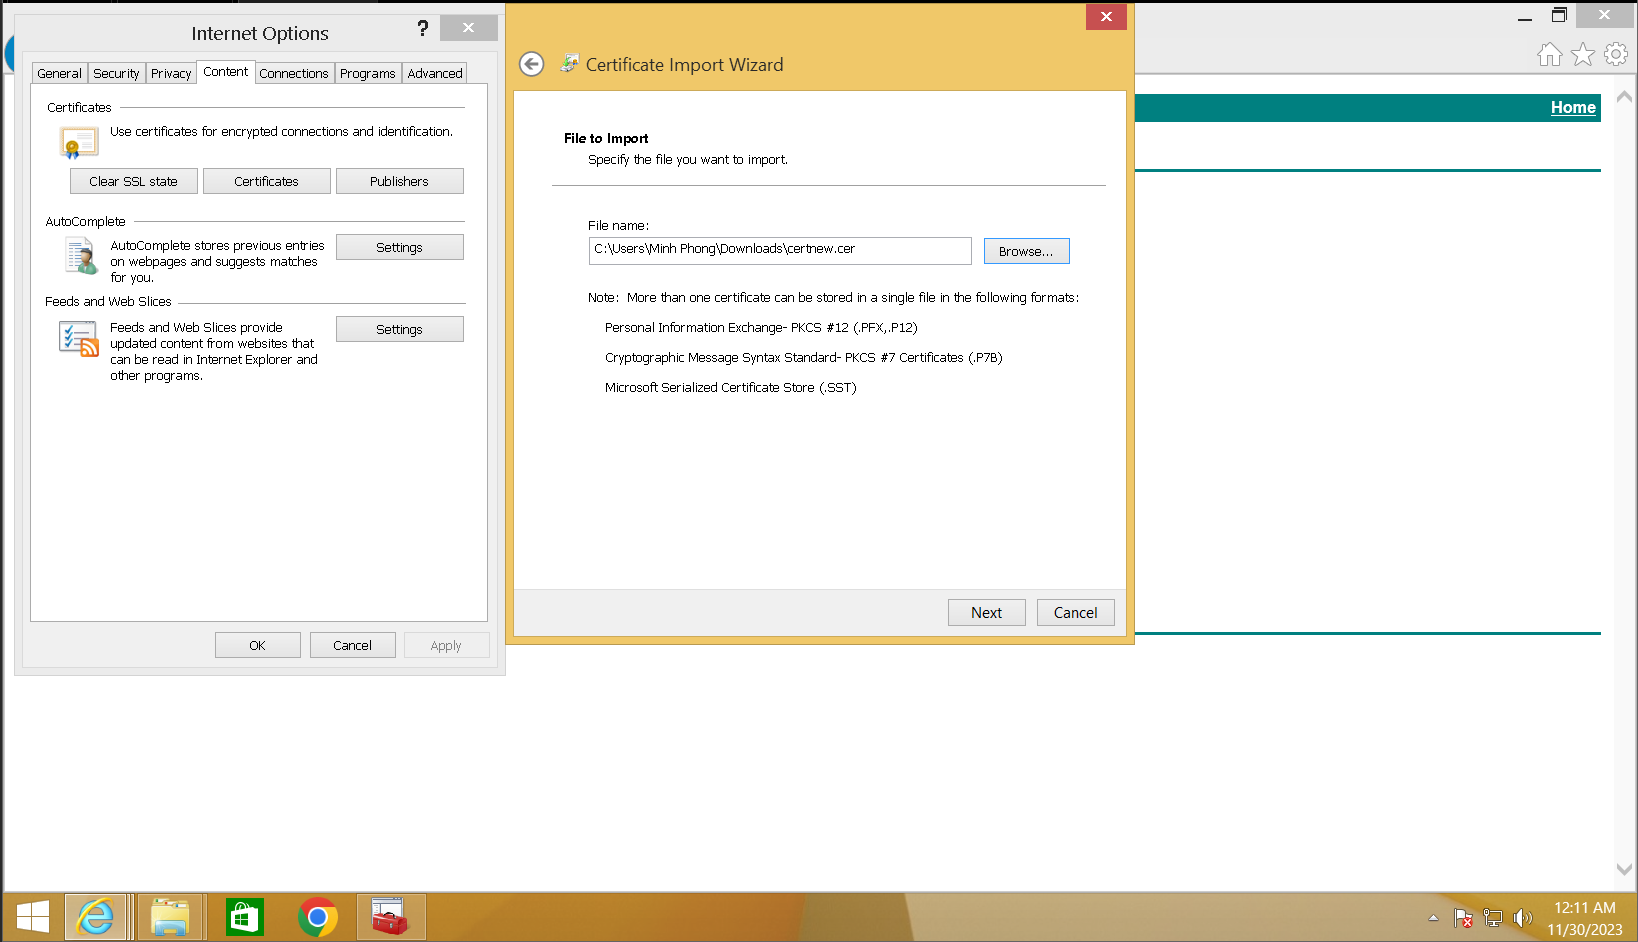 Internet Options
?
General
Security
Privacy
Content
Connections
Programs
Advanced
Certificates
Use certificates for encrypted connections and identification.
Clear SSL state
Certificates
Publishers
AutoComplete
AutoComplete stores previous entries
on webpages and suggests matches
for you.
Settings
Feeds and Web Slices
Feeds and Web Slices provide
updated content from websites that
can be read in Internet Explorer and
other programs.
Settings
OK
Cancel
Apply
Certificate Import Wizard
File to Import
Specify the file you want to import.
File name:
C:\Users\Minh Phong\Downloads\certnew.cer
Browse...
Note:  More than one certificate can be stored in a single file in the following formats:
Personal Information Exchange- PKCS #12 (.PFX,.P12)
Cryptographic Message Syntax Standard- PKCS #7 Certificates (.P7B)
Microsoft Serialized Certificate Store (.SST)
Next
Cancel
Home
12:11 AM
11/30/2023